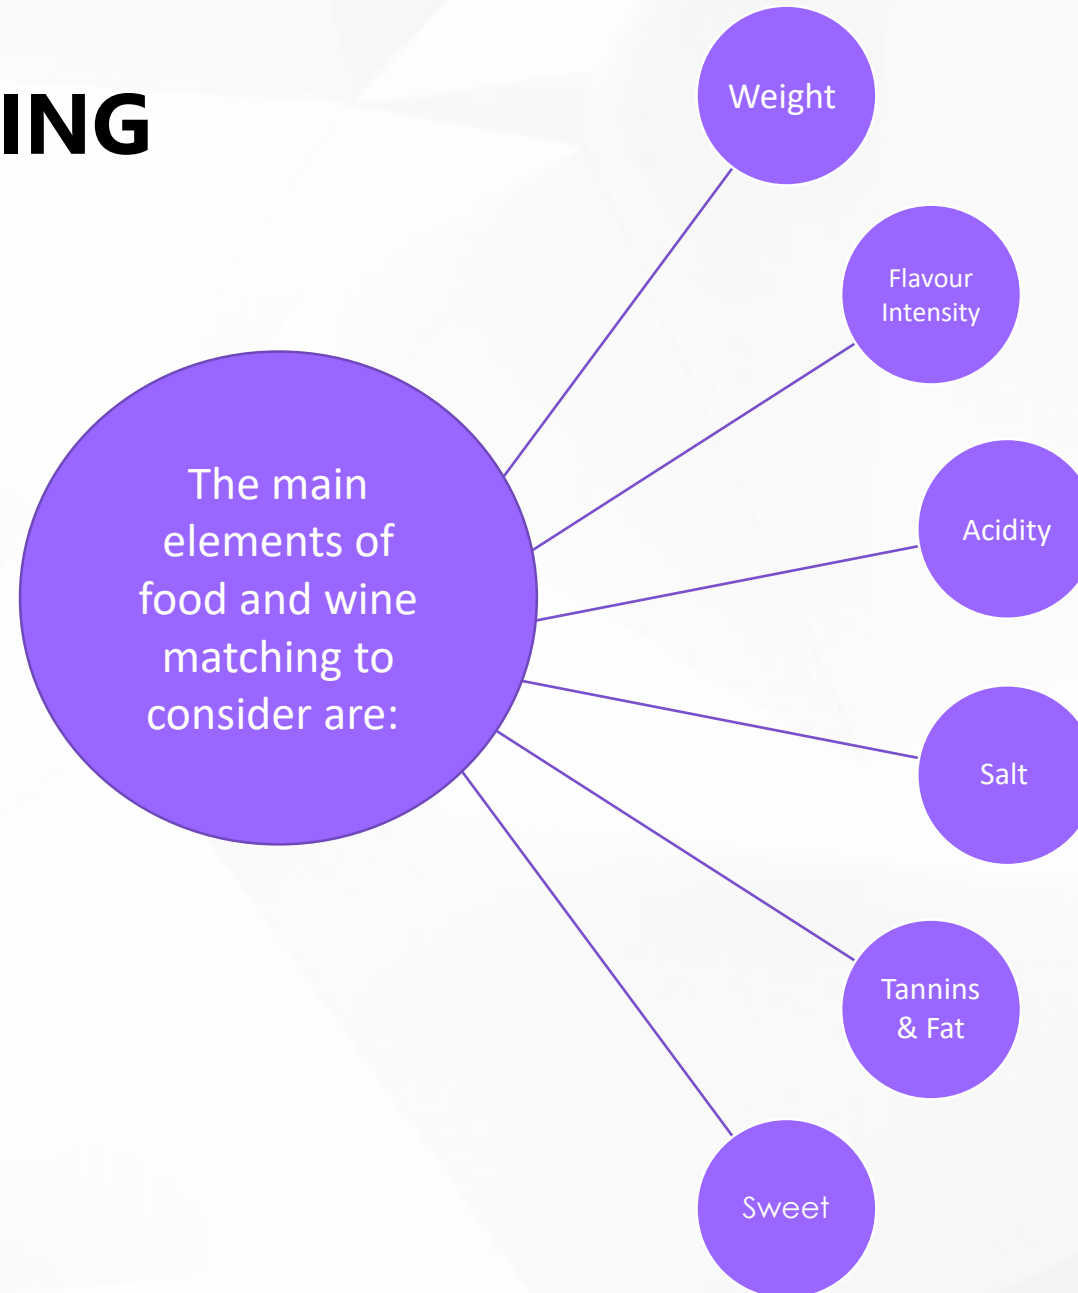 ING
The main
elements of
food and wine
matching to
consider are:
Weight
Flavour
Intensity
Acidity
Salt
Tannins
& Fat
Sweet